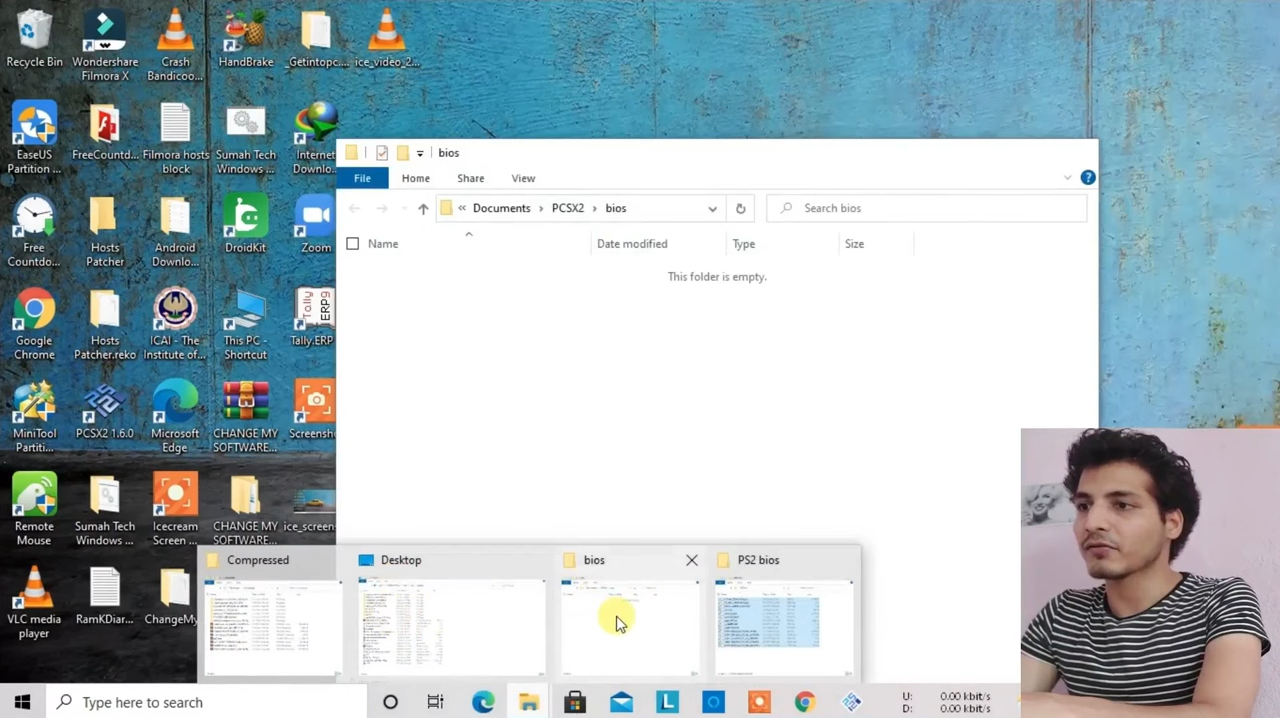 Recycle Bin
Wondershare
Filmora X
Crash
Bandicoo...
HandBrake
_Getintopc....
ice_video_2...
EaseUS
Partition ...
FreeCountd...
Filmora hosts
block
Sumah Tech
Windows ...
Internet
Downlo...
Free
Countdo...
Hosts
Patcher
Android
Downlo...
DroidKit
Zoom
Google
Chrome
Hosts
Patcher.reko
ICAI - The
Institute of...
This PC -
Shortcut
Tally
ERP9
Tally.ERP
MiniTool
Partiti...
PCSX2 1.6.0
Microsoft
Edge
CHANGE MY
SOFTWARE...
Screensho
Remote
Mouse
Sumah Tech
Windows ...
Icecream
Screen ...
CHANGE MY
SOFTWARE...
ice_screens
VLC media
player
RamKDiar...
ChangeMy
bios
File
Home
Share
View
« Documents › PCSX2 › bios
Search bios
Name
Date modified
Type
Size
This folder is empty.
Compressed
Desktop
bios
PS2 bios
Type here to search
U: 0.00 kbit/s
D: 0.00 kbit/s